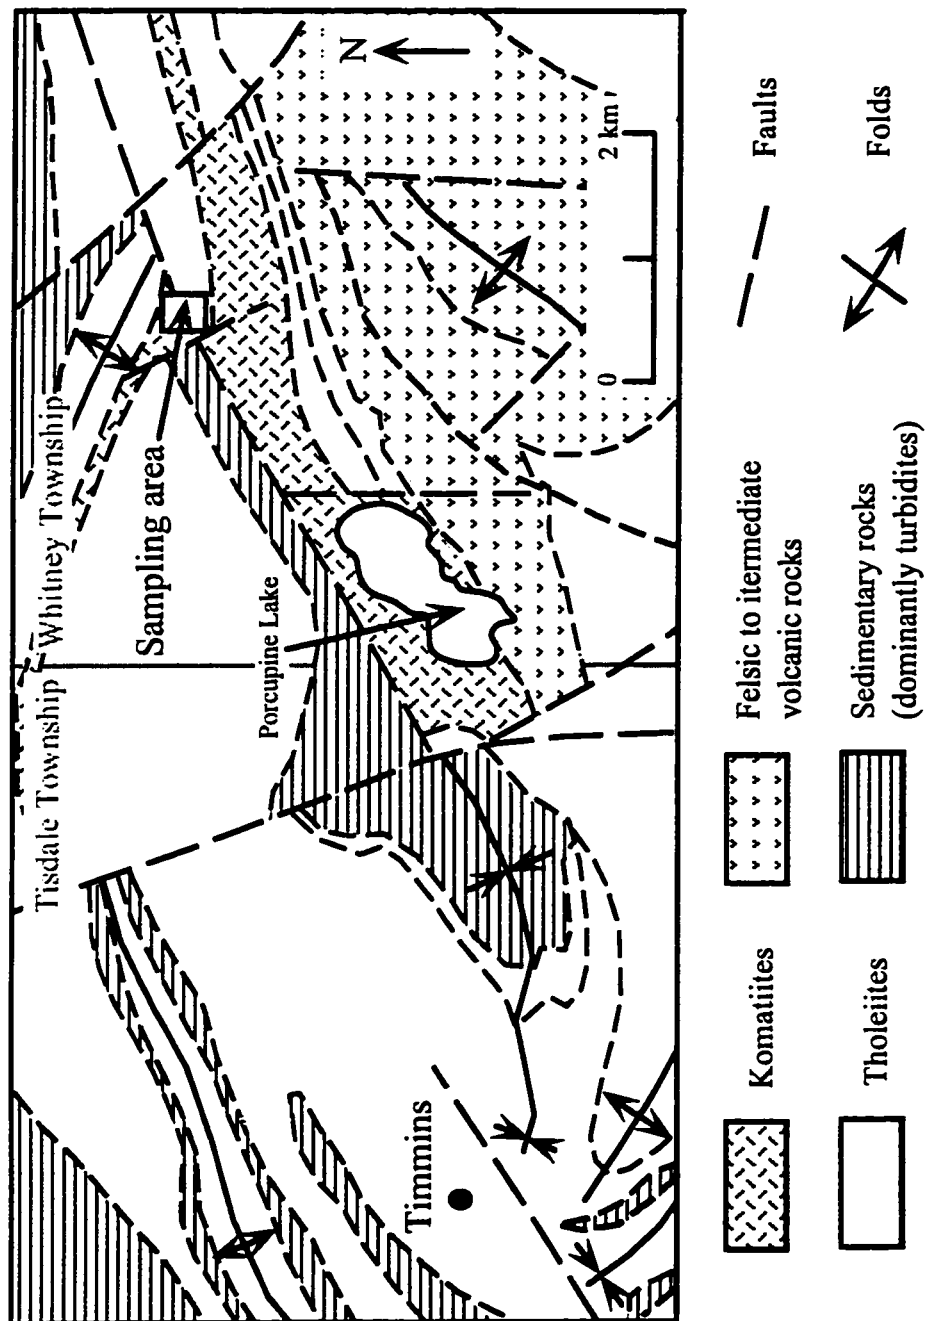 Tisdale Township
Whitney Township
Sampling area
Porcupine Lake
Timmins
N
0
2 km
Komatiites
Tholeiites
Felsic to itermediate
volcanic rocks
Sedimentary rocks
(dominantly turbidites)
Faults
Folds